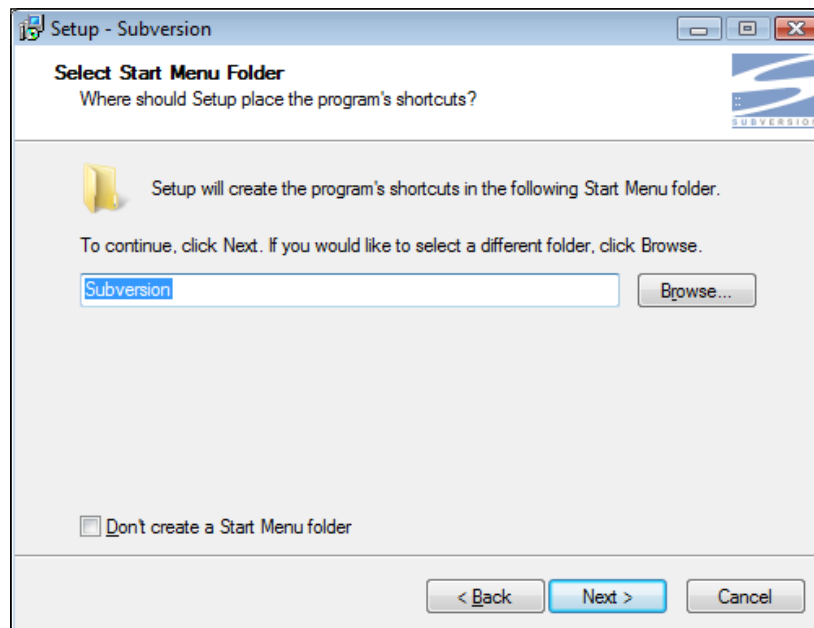 Setup - Subversion
Select Start Menu Folder
Where should Setup place the program's shortcuts?
SUBVERSION
Setup will create the program's shortcuts in the following Start Menu folder.
To continue, click Next. If you would like to select a different folder, click Browse.
Subversion
Browse...
Don't create a Start Menu folder
< Back
Next >
Cancel